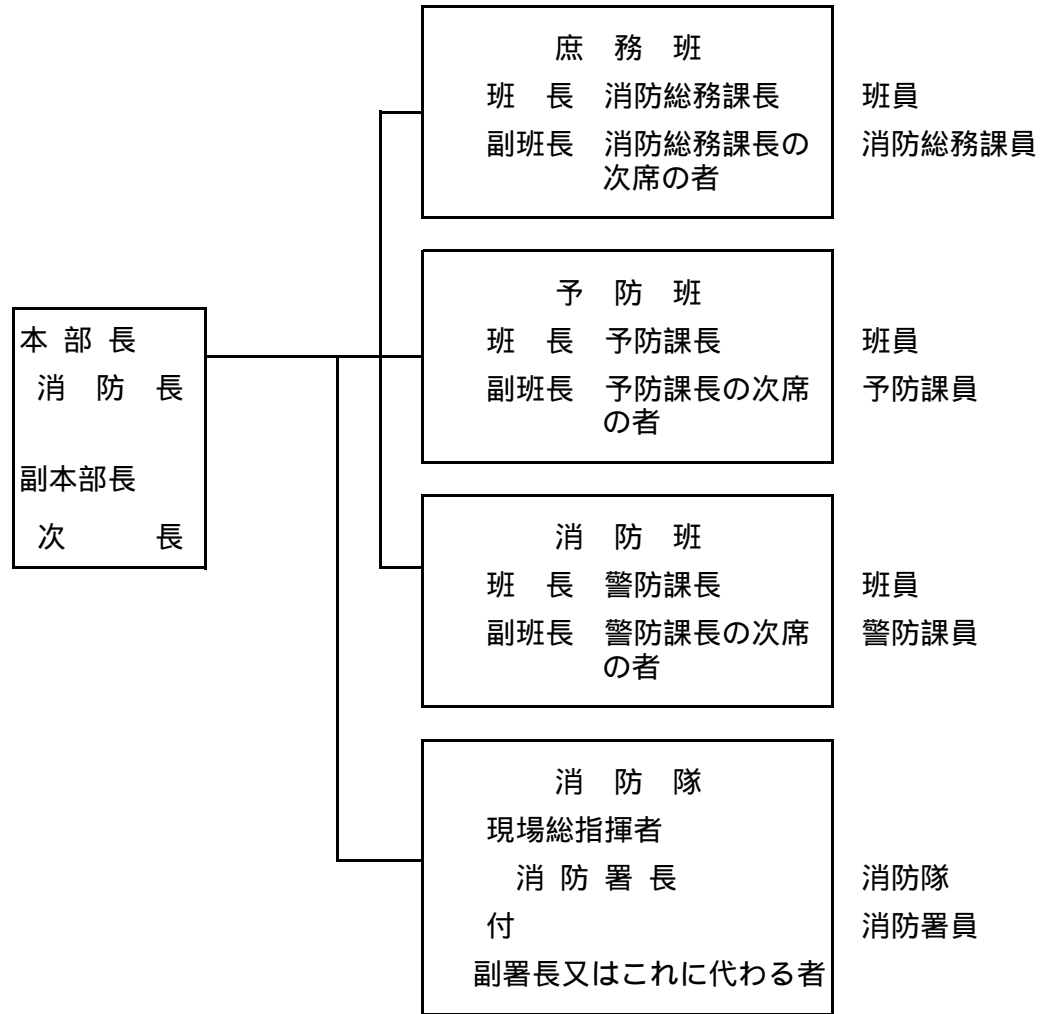 本部長
消防長
副本部長
次長
庶務班
班長 消防総務課長
副班長 消防総務課長の
次席の者
班員
消防総務課員
予防班
班長 予防課長
副班長 予防課長の次席
の者
班員
予防課員
消防班
班長 警防課長
副班長 警防課長の次席
の者
班員
警防課員
消防隊
現場総指揮者
消防署長
付
副署長又はこれに代わる者
消防隊
消防署員